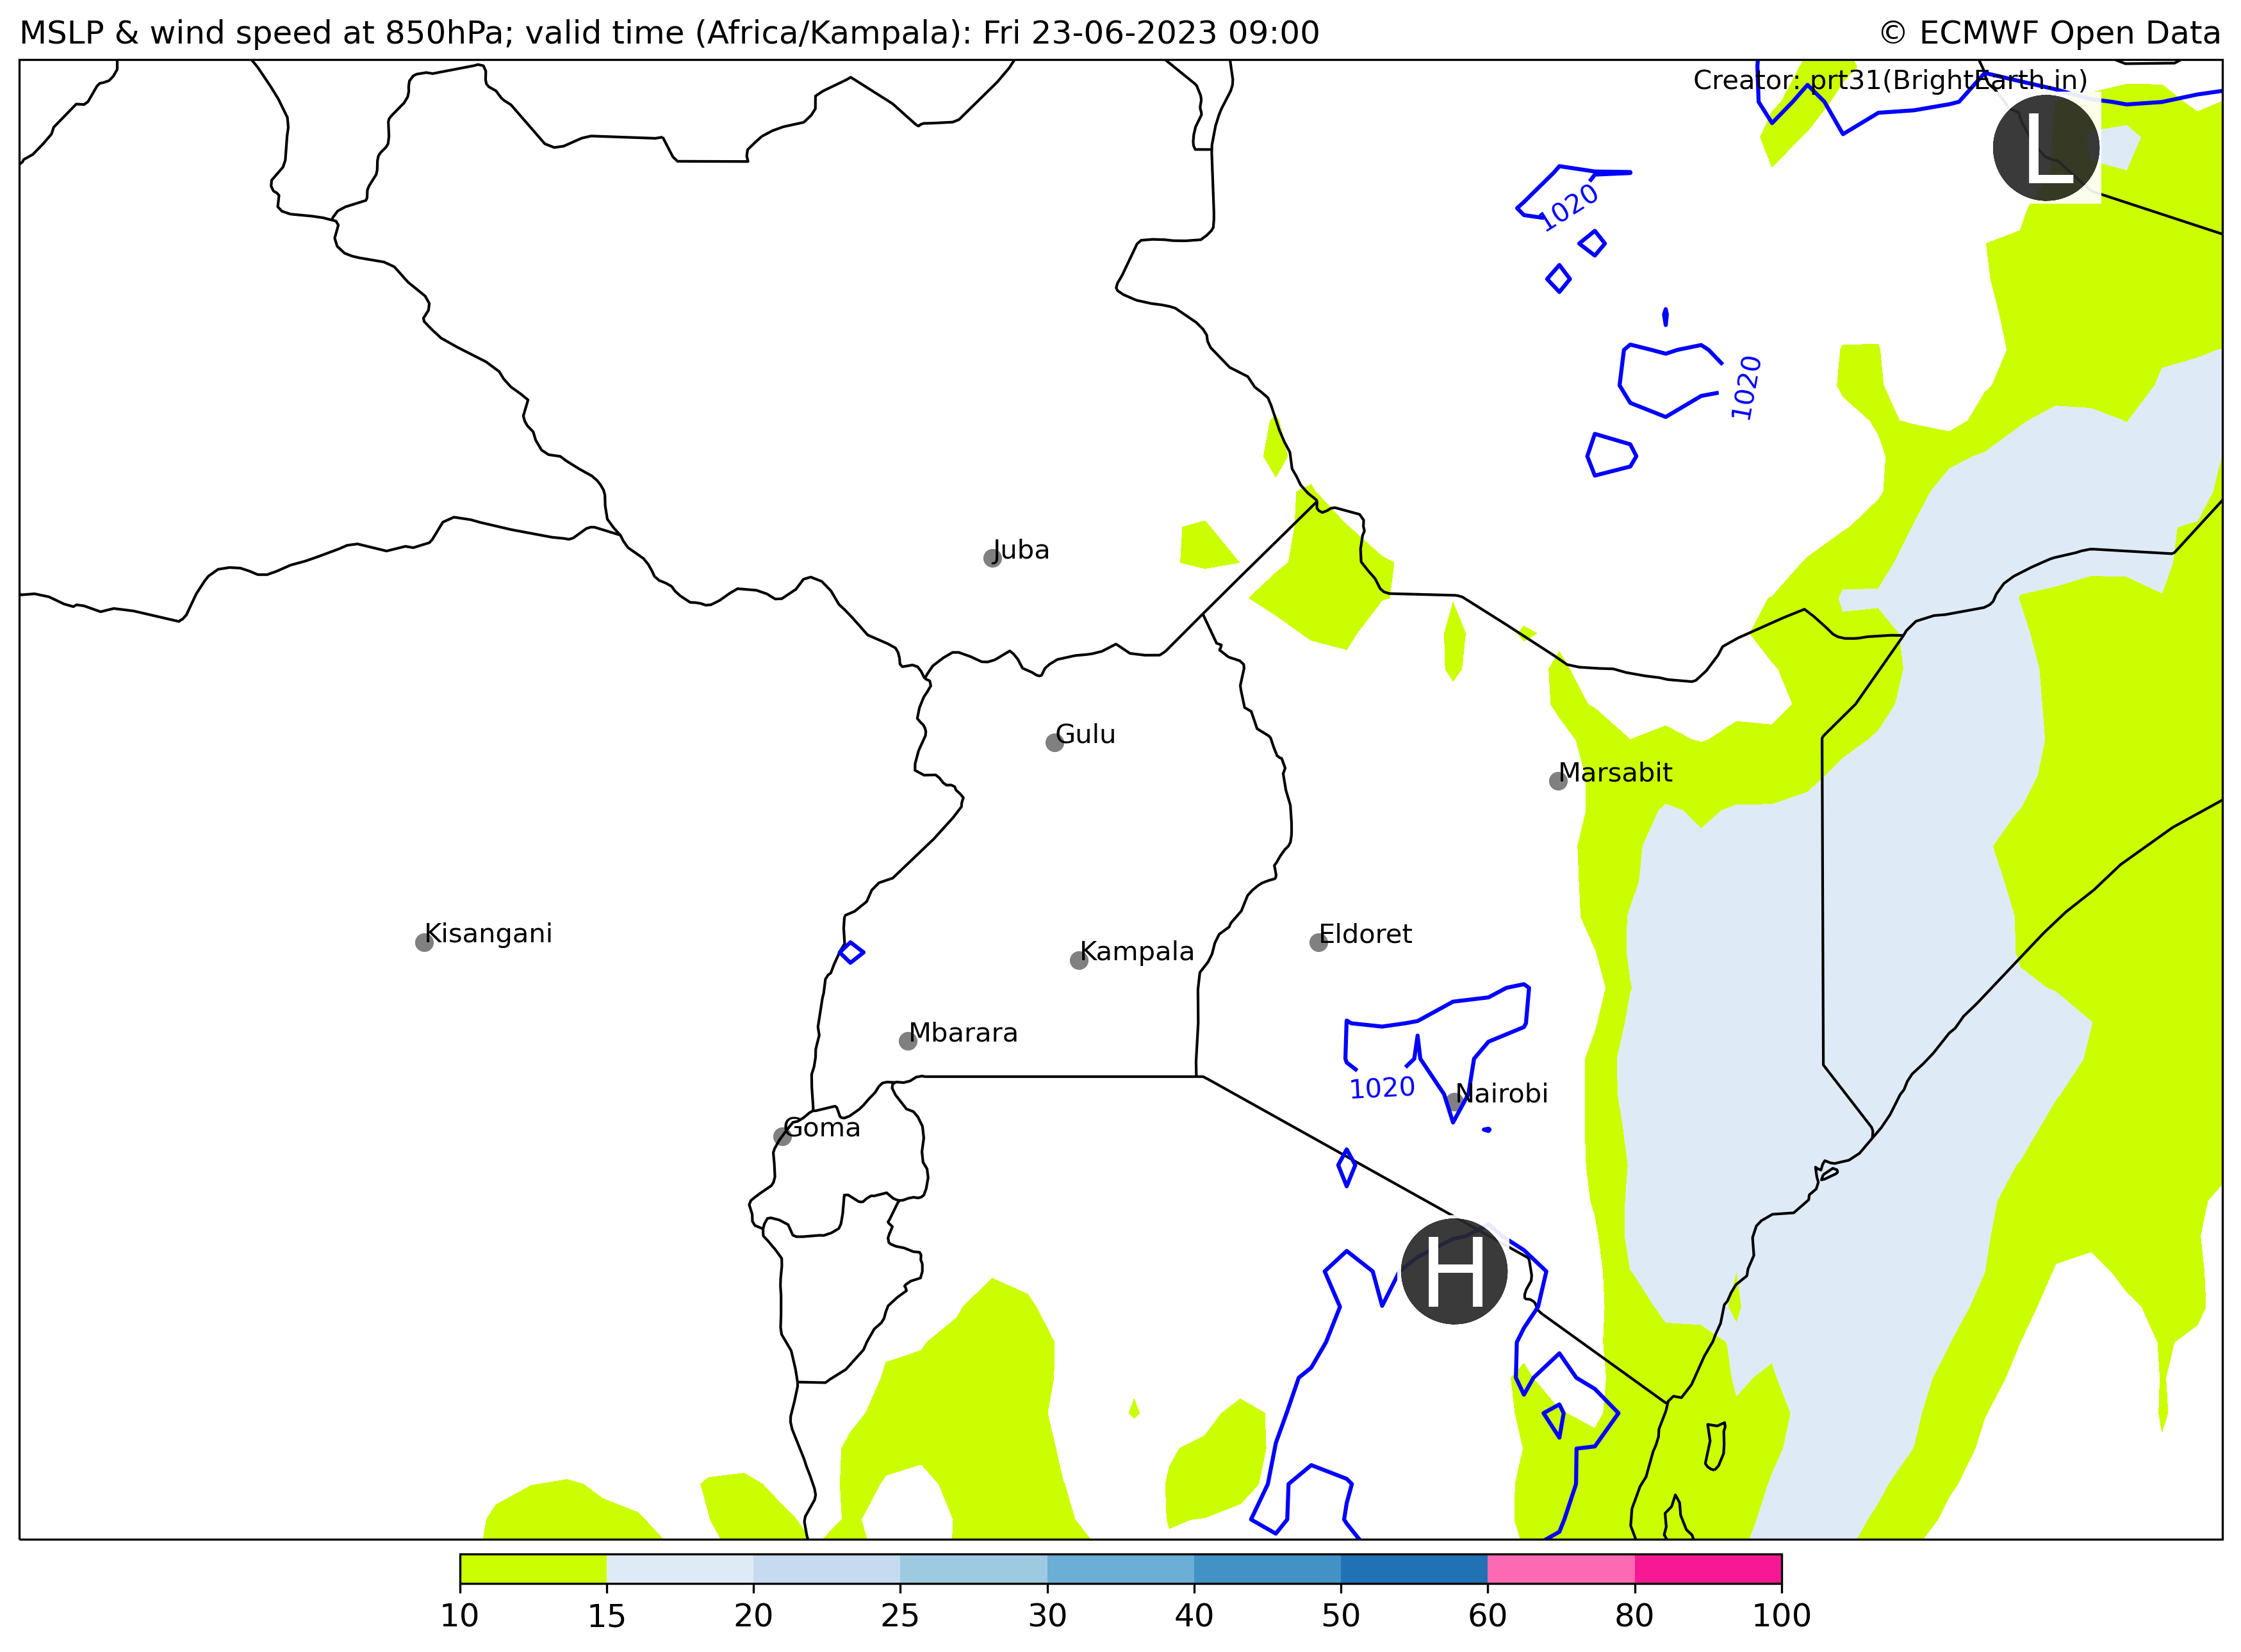 MSLP & wind speed at 850hPa; valid time (Africa/Kampala): Fri 23-06-2023 09:00
© ECMWF Open Data
Creator: prt31(BrightEarth.in)
L
1020
1020
Juba
Gulu
Marsabit
Kisangani
Eldoret
Kampala
Mbarara
1020
Nairobi
Goma
H
10 15 20 25 30 40 50 60 80 100